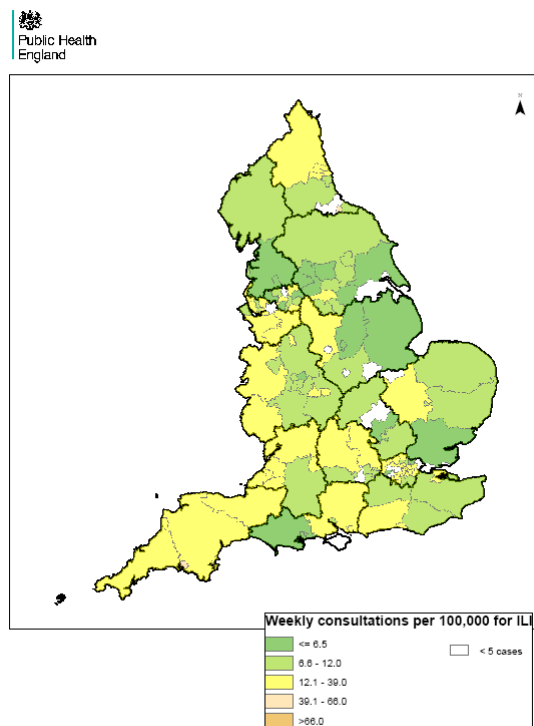 Public Health
England
N
Weekly consultations per 100,000 for ILI
<= 6.5
6.6 - 12.0
12.1 - 39.0
39.1 - 66.0
>66.0
< 5 cases